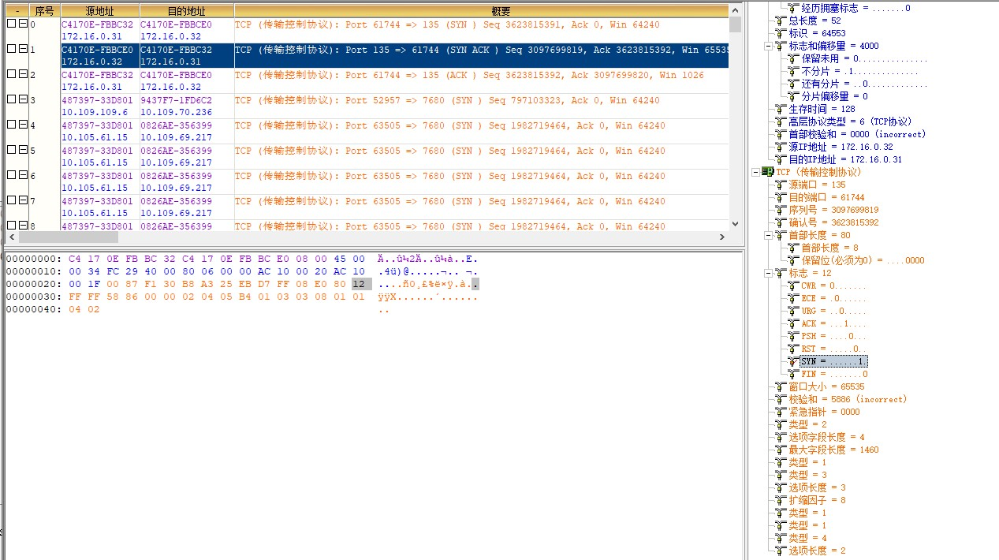 - 序号 源地址 目的地址 概要
0 C4170E-FBBC32 C4170E-FBBCE0 TCP (传输控制协议): Port 61744 => 135 (SYN ) Seq 3623815391, Ack 0, Win 64240
172.16.0.31 172.16.0.32
1 C4170E-FBBCE0 C4170E-FBBC32 TCP (传输控制协议): Port 135 => 61744 (SYN ACK ) Seq 3097699819, Ack 3623815392, Win 65535
172.16.0.32 172.16.0.31
2 C4170E-FBBC32 C4170E-FBBCE0 TCP (传输控制协议): Port 61744 => 135 (ACK ) Seq 3623815392, Ack 3097699820, Win 1026
172.16.0.31 172.16.0.32
3 487397-33D801 9437F7-1FD6C2 TCP (传输控制协议): Port 52957 => 7680 (SYN ) Seq 797103323, Ack 0, Win 64240
10.109.109.6 10.109.70.236
4 487397-33D801 0826AE-356399 TCP (传输控制协议): Port 63505 => 7680 (SYN ) Seq 1982719464, Ack 0, Win 64240
10.105.61.15 10.109.69.217
5 487397-33D801 0826AE-356399 TCP (传输控制协议): Port 63505 => 7680 (SYN ) Seq 1982719464, Ack 0, Win 64240
10.105.61.15 10.109.69.217
6 487397-33D801 0826AE-356399 TCP (传输控制协议): Port 63505 => 7680 (SYN ) Seq 1982719464, Ack 0, Win 64240
10.105.61.15 10.109.69.217
7 487397-33D801 0826AE-356399 TCP (传输控制协议): Port 63505 => 7680 (SYN ) Seq 1982719464, Ack 0, Win 64240
10.105.61.15 10.109.69.217
8 487397-33D801 0826AE-356399 TCP (传输控制协议): Port 63505 => 7680 (SYN ) Seq 1982719464, Ack 0, Win 64240
00000000: C4 17 0E FB BC 32 C4 17 0E FB BC E0 08 00 45 00 Ä..û¼2Ä..û¼à..E.
00000010: 00 34 FC 29 40 00 80 06 00 00 AC 10 00 20 AC 10 .4ü)@.....¬.. ¬.
00000020: 00 1F 00 87 F1 30 B8 A3 25 EB D7 FF 08 E0 80 12 ....ñ0¸£%ë×ÿ.à..
00000030: FF FF 58 86 00 00 02 04 05 B4 01 03 03 08 01 01 ÿÿX......´......
00000040: 04 02 ..
经历拥塞标志 = .......0
总长度 = 52
标识 = 64553
标志和偏移量 = 4000
保留未用 = 0...............
不分片 = .1..............
还有分片 = ..0.............
分片偏移量 = 0
生存时间 = 128
高层协议类型 = 6 (TCP协议)
首部校验和 = 0000 (incorrect)
源IP地址 = 172.16.0.32
目的IP地址 = 172.16.0.31
TCP (传输控制协议)
源端口 = 135
目的端口 = 61744
序列号 = 3097699819
确认号 = 3623815392
首部长度 = 80
首部长度 = 8
保留位(必须为0) = ....0000
标志 = 12
CWR = 0.......
ECE = .0......
URG = ..0.....
ACK = ...1....
PSH = ....0...
RST = .....0..
SYN = ......1.
FIN = .......0
窗口大小 = 65535
校验和 = 5886 (incorrect)
紧急指针 = 0000
类型 = 2
选项字段长度 = 4
最大字段长度 = 1460
类型 = 1
类型 = 3
选项长度 = 3
扩缩因子 = 8
类型 = 1
类型 = 1
类型 = 4
选项长度 = 2